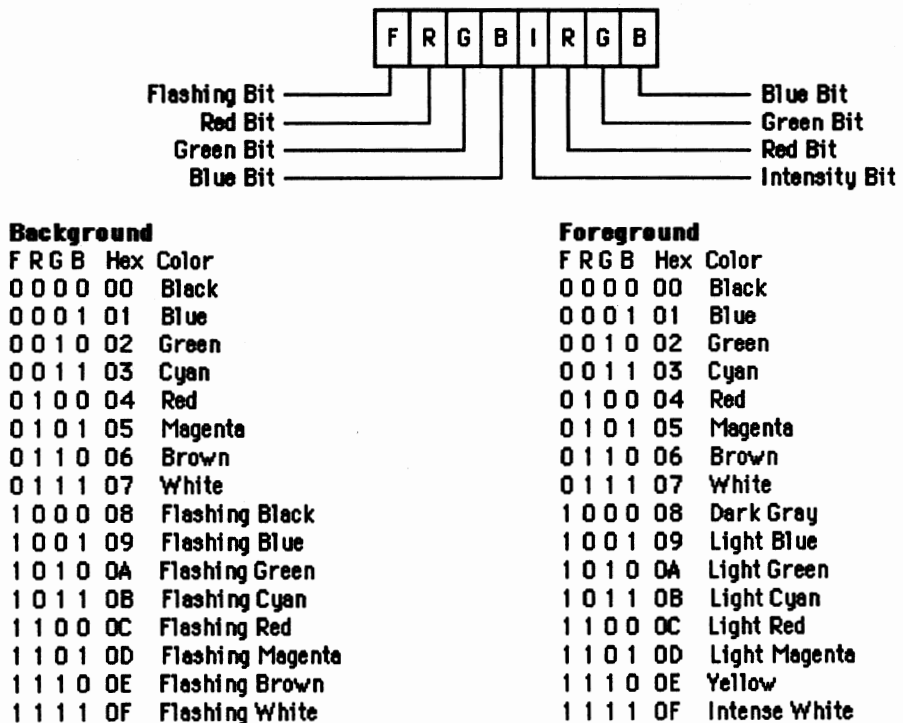 F R G B I R G B
Flashing Bit Blue Bit
Red Bit Green Bit
Green Bit Red Bit
Blue Bit Intensity Bit
Background Foreground
F R G B Hex Color F R G B Hex Color
0 0 0 0 00 Black 0 0 0 0 00 Black
0 0 0 1 01 Blue 0 0 0 1 01 Blue
0 0 1 0 02 Green 0 0 1 0 02 Green
0 0 1 1 03 Cyan 0 0 1 1 03 Cyan
0 1 0 0 04 Red 0 1 0 0 04 Red
0 1 0 1 05 Magenta 0 1 0 1 05 Magenta
0 1 1 0 06 Brown 0 1 1 0 06 Brown
0 1 1 1 07 White 0 1 1 1 07 White
1 0 0 0 08 Flashing Black 1 0 0 0 08 Dark Gray
1 0 0 1 09 Flashing Blue 1 0 0 1 09 Light Blue
1 0 1 0 0A Flashing Green 1 0 1 0 0A Light Green
1 0 1 1 0B Flashing Cyan 1 0 1 1 0B Light Cyan
1 1 0 0 0C Flashing Red 1 1 0 0 0C Light Red
1 1 0 1 0D Flashing Magenta 1 1 0 1 0D Light Magenta
1 1 1 0 0E Flashing Brown 1 1 1 0 0E Yellow
1 1 1 1 0F Flashing White 1 1 1 1 0F Intense White